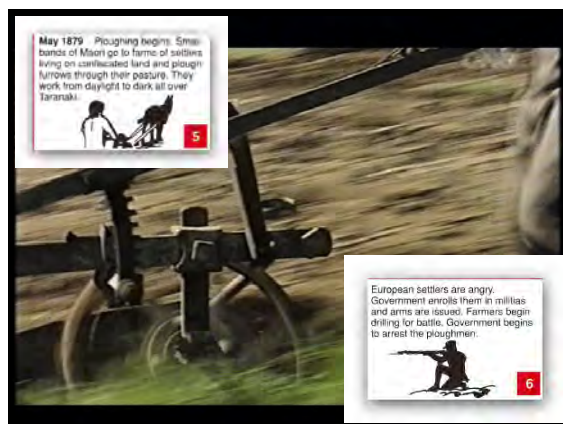 May 1879 Ploughing begins. Small
bands of Maori go to farms of settlers
living on confiscated land and plough
furrows through their pasture. They
work from daylight to dark all over
Taranaki.
5
European settlers are angry.
Government enrolls them in militias
and arms are issued. Farmers begin
drilling for battle. Government begins
to arrest the ploughmen.
6